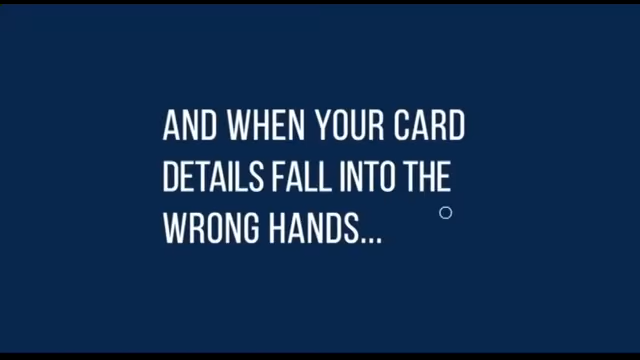 AND WHEN YOUR CARD
DETAILS FALL INTO THE
WRONG HANDS...